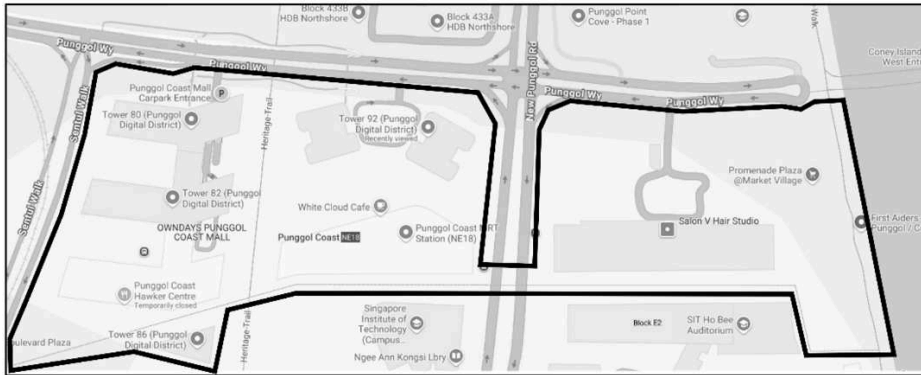 Block 433B
HDB Northshore
Block 433A
HDB Northshore
Punggol Point
Cove - Phase 1
Walk
Coney Island
West Entr
Punggol Wy
Punggol Wy
New Punggol Rd
Punggol Wy
Punggol Wy
Sentul Walk
Sentul Walk
Punggol Coast Mall
Carpark Entrance
Tower 80 (Punggol
Digital District)
Heritage-Trail
Tower 92 (Punggol
Digital District)
Recently viewed
Promenade Plaza
@Market Village
Tower 82 (Punggol
Digital District)
White Cloud Cafe
OWNDAYS PUNGGOL
COAST MALL
Punggol Coast NE18
Punggol Coast MRT
Station (NE18)
Salon V Hair Studio
First Aiders
Punggol / C
Punggol Coast
Hawker Centre
Temporarily closed
Heritage-Trail
Singapore
Institute of
Technology
(Campus...
Block E2
SIT Ho Bee
Auditorium
oulevard Plaza
Tower 86 (Punggol
Digital District)
Ngee Ann Kongsi Lbry